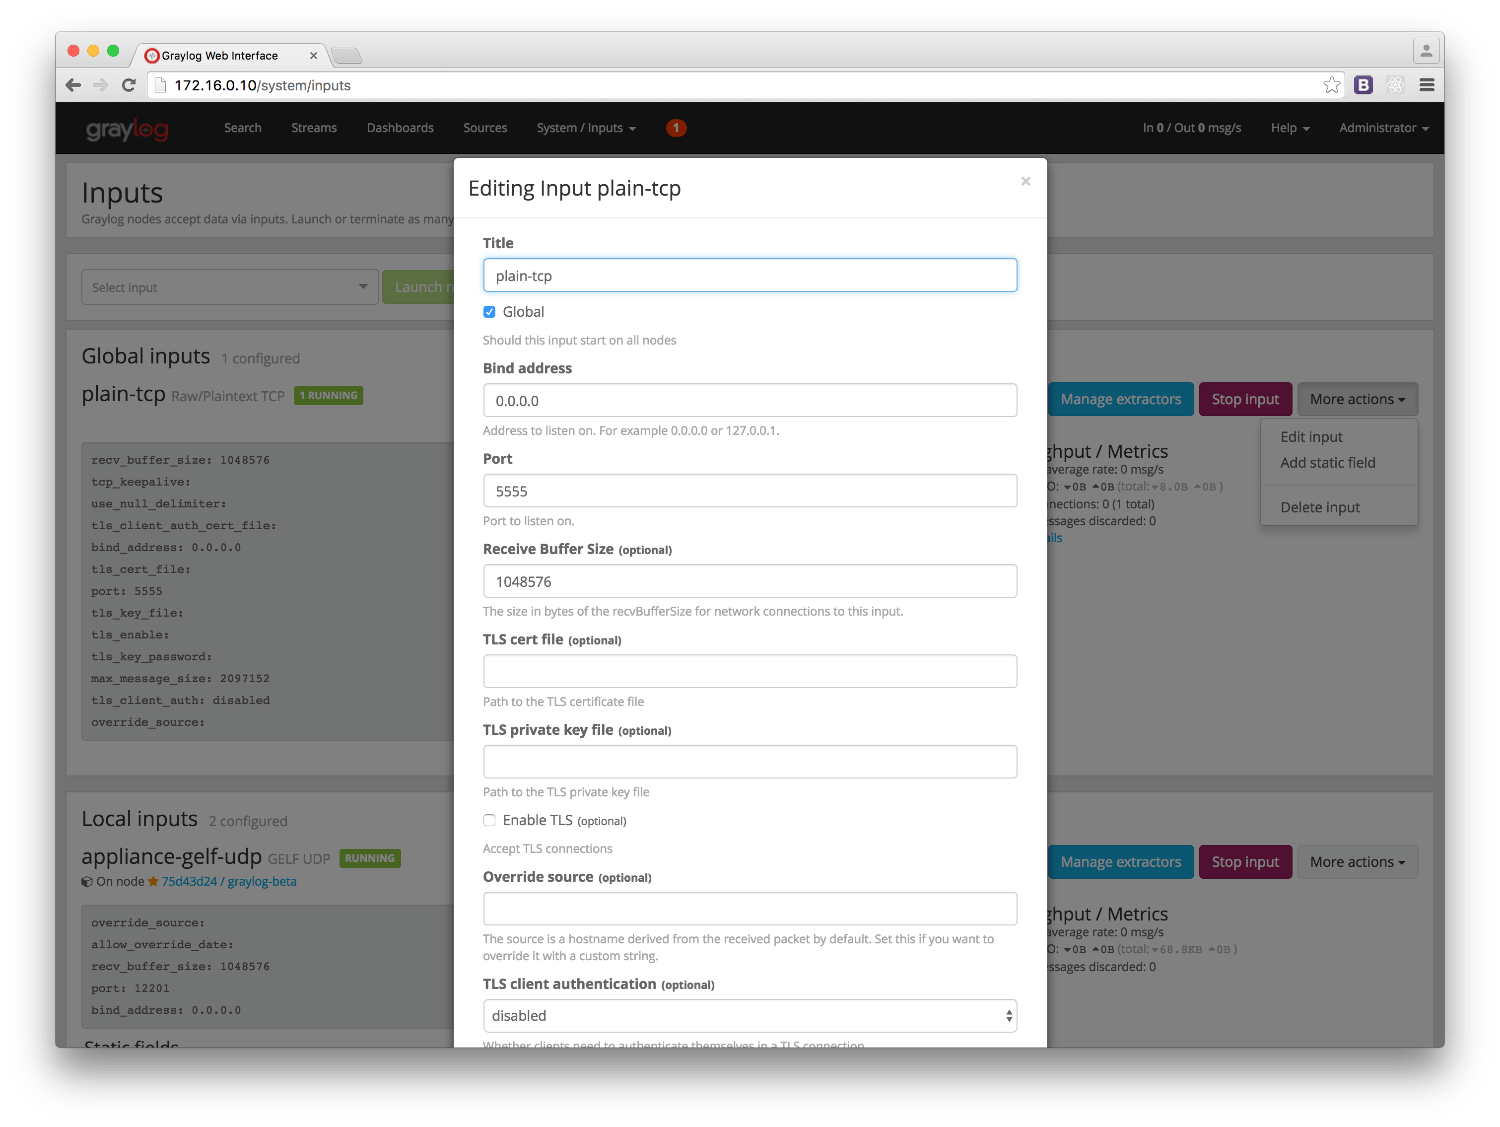 Graylog Web Interface
172.16.0.10/system/inputs
graylog
Search
Streams
Dashboards
Sources
System / Inputs
1
In 0 / Out 0 msg/s
Help
Administrator
Inputs
Graylog nodes accept data via inputs. Launch or terminate as many
Select input
Launch n
Global inputs 1 configured
plain-tcp Raw/Plaintext TCP 1 RUNNING
recv_buffer_size: 1048576
tcp_keepalive:
use_null_delimiter:
tls_client_auth_cert_file:
bind_address: 0.0.0.0
tls_cert_file:
port: 5555
tls_key_file:
tls_enable:
tls_key_password:
max_message_size: 2097152
tls_client_auth: disabled
override_source:
Manage extractors
Stop input
More actions
Edit input
Add static field
Delete input
ghput / Metrics
average rate: 0 msg/s
O: 0B 0B (total: 8.0B 0B )
nections: 0 (1 total)
ssages discarded: 0
ails
Local inputs 2 configured
appliance-gelf-udp GELF UDP RUNNING
On node 75d43d24 / graylog-beta
override_source:
allow_override_date:
recv_buffer_size: 1048576
port: 12201
bind_address: 0.0.0.0
Static fields
Manage extractors
Stop input
More actions
ghput / Metrics
average rate: 0 msg/s
O: 0B 0B (total: 68.8KB 0B )
ssages discarded: 0
Editing Input plain-tcp
×
Title
plain-tcp
Global
Should this input start on all nodes
Bind address
0.0.0.0
Address to listen on. For example 0.0.0.0 or 127.0.0.1.
Port
5555
Port to listen on.
Receive Buffer Size (optional)
1048576
The size in bytes of the recvBufferSize for network connections to this input.
TLS cert file (optional)
Path to the TLS certificate file
TLS private key file (optional)
Path to the TLS private key file
Enable TLS (optional)
Accept TLS connections
Override source (optional)
The source is a hostname derived from the received packet by default. Set this if you want to
override it with a custom string.
TLS client authentication (optional)
disabled
Whether clients need to authenticate themselves in a TLS connection